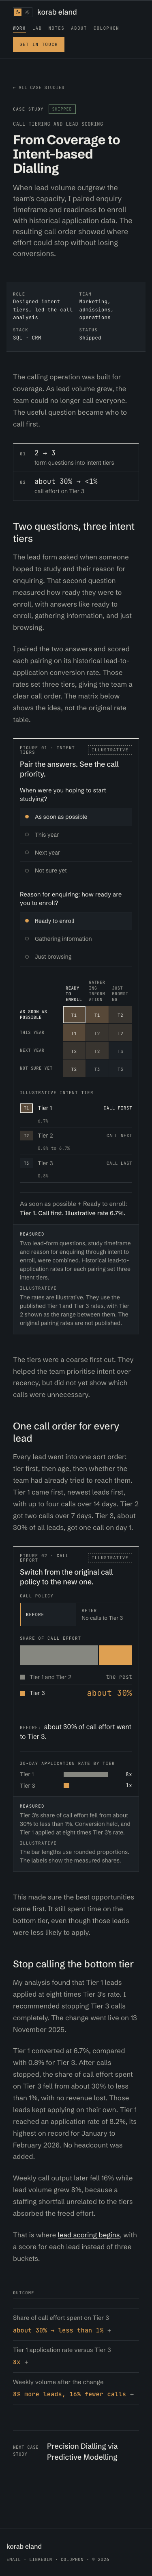 korab eland
WORK LAB NOTES ABOUT COLOPHON
GET IN TOUCH
← ALL CASE STUDIES
CASE STUDY SHIPPED
CALL TIERING AND LEAD SCORING
From Coverage to
Intent-based
Dialling
When lead volume outgrew the
team's capacity, I paired enquiry
timeframe and readiness to enroll
with historical application data. The
resulting call order showed where
effort could stop without losing
conversions.
ROLE
Designed intent
tiers, led the call
analysis
TEAM
Marketing,
admissions,
operations
STACK
SQL · CRM
STATUS
Shipped
The calling operation was built for
coverage. As lead volume grew, the
team could no longer call everyone.
The useful question became who to
call first.
01 2 → 3
form questions into intent tiers
02 about 30% → <1%
call effort on Tier 3
Two questions, three intent
tiers
The lead form asked when someone
hoped to study and their reason for
enquiring. That second question
measured how ready they were to
enroll, with answers like ready to
enroll, gathering information, and just
browsing.
I paired the two answers and scored
each pairing on its historical lead-to-
application conversion rate. Those
rates set three tiers, giving the team a
clear call order. The matrix below
shows the idea, not the original rate
table.
FIGURE 01 · INTENT
TIERS
ILLUSTRATIVE
Pair the answers. See the call
priority.
When were you hoping to start
studying?
As soon as possible
This year
Next year
Not sure yet
Reason for enquiring: how ready are
you to enroll?
Ready to enroll
Gathering information
Just browsing
READY
TO
ENROLL
GATHER
ING
INFORM
ATION
JUST
BROWSI
NG
AS SOON AS
POSSIBLE
T1 T1 T2
THIS YEAR T1 T2 T2
NEXT YEAR T2 T2 T3
NOT SURE YET T2 T3 T3
ILLUSTRATIVE INTENT TIER
T1 Tier 1 CALL FIRST
6.7%
T2 Tier 2 CALL NEXT
0.8% to 6.7%
T3 Tier 3 CALL LAST
0.8%
As soon as possible + Ready to enroll:
Tier 1. Call first. Illustrative rate 6.7%.
MEASURED
Two lead-form questions, study timeframe
and reason for enquiring through intent to
enroll, were combined. Historical lead-to-
application rates for each pairing set three
intent tiers.
ILLUSTRATIVE
The rates are illustrative. They use the
published Tier 1 and Tier 3 rates, with Tier
2 shown as the range between them. The
original pairing rates are not published.
The tiers were a coarse first cut. They
helped the team prioritise intent over
recency, but did not yet show which
calls were unnecessary.
One call order for every
lead
Every lead went into one sort order:
tier first, then age, then whether the
team had already tried to reach them.
Tier 1 came first, newest leads first,
with up to four calls over 14 days. Tier 2
got two calls over 7 days. Tier 3, about
30% of all leads, got one call on day 1.
FIGURE 02 · CALL
EFFORT
ILLUSTRATIVE
Switch from the original call
policy to the new one.
CALL POLICY
BEFORE
AFTER
No calls to Tier 3
SHARE OF CALL EFFORT
Tier 1 and Tier 2 the rest
Tier 3 about 30%
BEFORE: about 30% of call effort went
to Tier 3.
30-DAY APPLICATION RATE BY TIER
Tier 1 8x
Tier 3 1x
MEASURED
Tier 3's share of call effort fell from about
30% to less than 1%. Conversion held, and
Tier 1 applied at eight times Tier 3's rate.
ILLUSTRATIVE
The bar lengths use rounded proportions.
The labels show the measured shares.
This made sure the best opportunities
came first. It still spent time on the
bottom tier, even though those leads
were less likely to apply.
Stop calling the bottom tier
My analysis found that Tier 1 leads
applied at eight times Tier 3's rate. I
recommended stopping Tier 3 calls
completely. The change went live on 13
November 2025.
Tier 1 converted at 6.7%, compared
with 0.8% for Tier 3. After calls
stopped, the share of call effort spent
on Tier 3 fell from about 30% to less
than 1%, with no revenue lost. Those
leads kept applying on their own. Tier 1
reached an application rate of 8.2%, its
highest on record for January to
February 2026. No headcount was
added.
Weekly call output later fell 16% while
lead volume grew 8%, because a
staffing shortfall unrelated to the tiers
absorbed the freed effort.
That is where lead scoring begins, with
a score for each lead instead of three
buckets.
OUTCOME
Share of call effort spent on Tier 3
about 30% → less than 1% →
Tier 1 application rate versus Tier 3
8x →
Weekly volume after the change
8% more leads, 16% fewer calls →
NEXT CASE
STUDY
Precision Dialling via
Predictive Modelling
korab eland
EMAIL · LINKEDIN · COLOPHON · © 2026